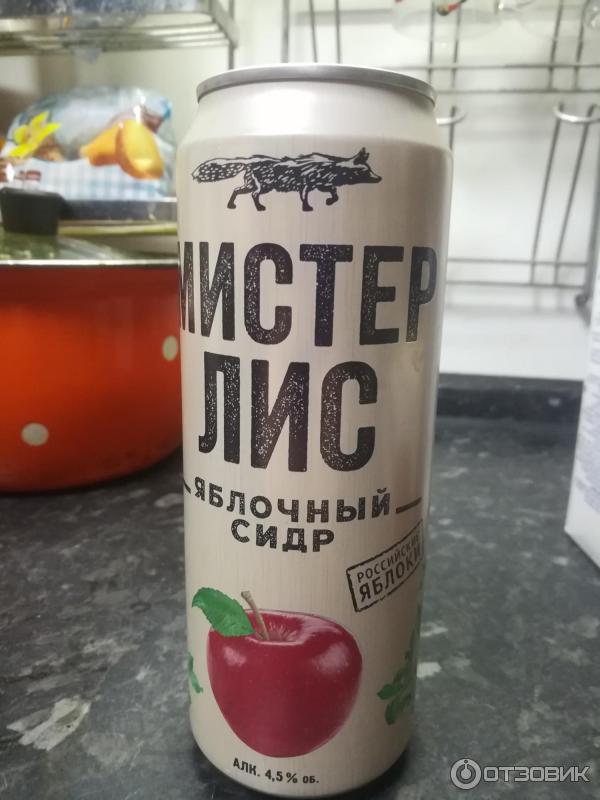 МИСТЕР
ЛИС
ЯБЛОЧНЫЙ
СИДР
РОССИЙСКИЕ
ЯБЛОКИ
АЛК. 4,5% ОБ.
ОТЗОВИК